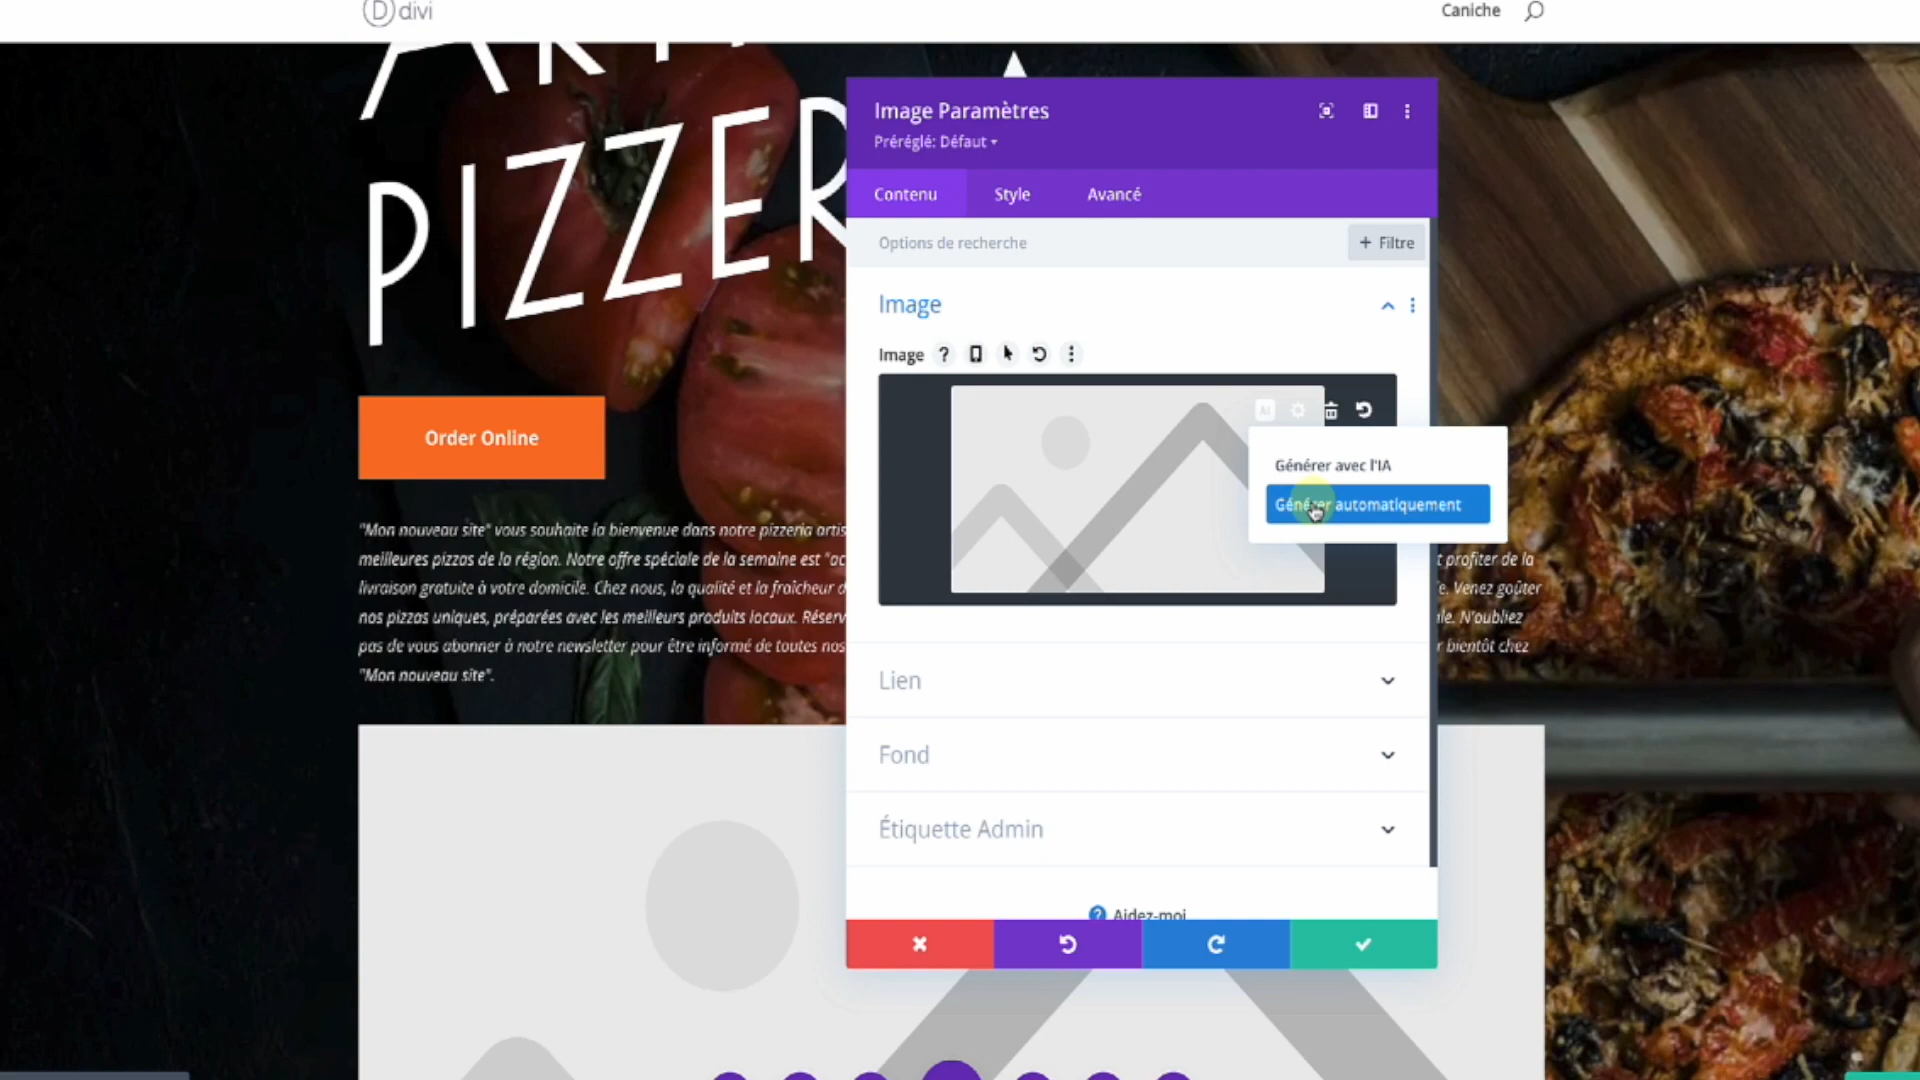 D divi
Caniche
PIZZER
Order Online
"Mon nouveau site" vous souhaite la bienvenue dans notre pizzeria artis
meilleures pizzas de la région. Notre offre spéciale de la semaine est "ac
t profiter de la
livraison gratuite à votre domicile. Chez nous, la qualité et la fraîcheur d
e. Venez goûter
nos pizzas uniques, préparées avec les meilleurs produits locaux. Réserv
ale. N'oubliez
pas de vous abonner à notre newsletter pour être informé de toutes nos
r bientôt chez
"Mon nouveau site".
Image Paramètres
Préréglé: Défaut
Contenu
Style
Avancé
Options de recherche
+ Filtre
Image
Image ?
AI
Générer avec l'IA
Générer automatiquement
Lien
Fond
Étiquette Admin
? Aidez-moi